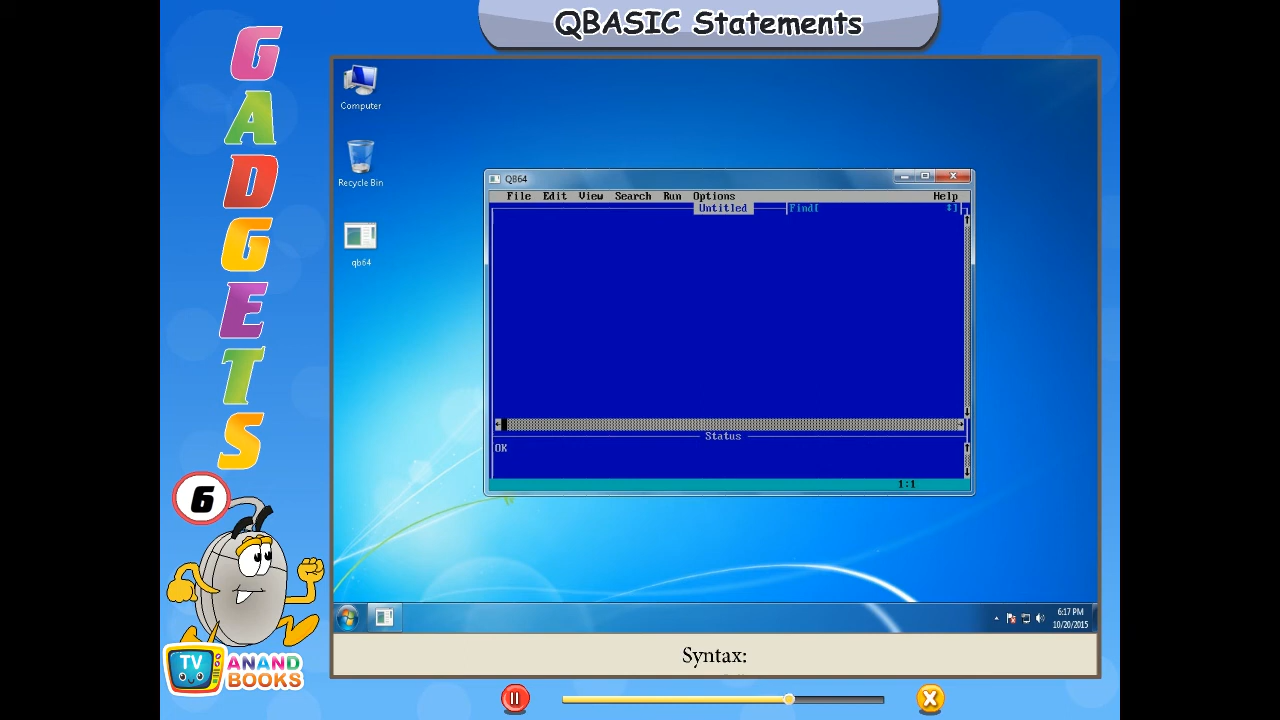 QBASIC Statements
GADGETS
6
TV
ANAND
BOOKS
Computer
Recycle Bin
qb64
QB64
File Edit View Search Run Options Help
Untitled Find[
Status
OK
1:1
6:17 PM
10/20/2015
Syntax: